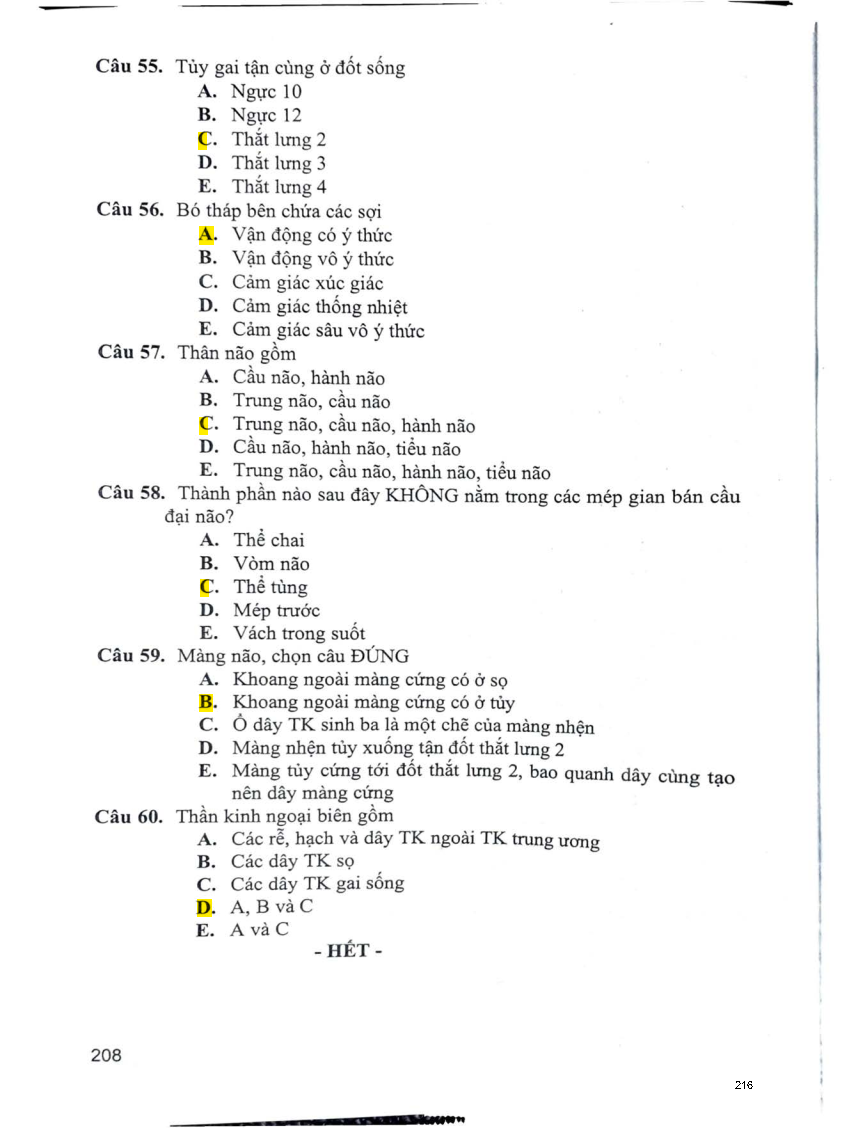 Câu 55. Tủy gai tận cùng ở đốt sống
A. Ngực 10
B. Ngực 12
C. Thắt lưng 2
D. Thắt lưng 3
E. Thắt lưng 4
Câu 56. Bó tháp bên chứa các sợi
A. Vận động có ý thức
B. Vận động vô ý thức
C. Cảm giác xúc giác
D. Cảm giác thống nhiệt
E. Cảm giác sâu vô ý thức
Câu 57. Thân não gồm
A. Cầu não, hành não
B. Trung não, cầu não
C. Trung não, cầu não, hành não
D. Cầu não, hành não, tiểu não
E. Trung não, cầu não, hành não, tiểu não
Câu 58. Thành phần nào sau đây KHÔNG nằm trong các mép gian bán cầu
đại não?
A. Thể chai
B. Vòm não
C. Thể tùng
D. Mép trước
E. Vách trong suốt
Câu 59. Màng não, chọn câu ĐÚNG
A. Khoang ngoài màng cứng có ở sọ
B. Khoang ngoài màng cứng có ở tủy
C. Ổ dây TK sinh ba là một chẽ của màng nhện
D. Màng nhện tủy xuống tận đốt thắt lưng 2
E. Màng tủy cứng tới đốt thắt lưng 2, bao quanh dây cùng tạo
nên dây màng cứng
Câu 60. Thần kinh ngoại biên gồm
A. Các rễ, hạch và dây TK ngoài TK trung ương
B. Các dây TK sọ
C. Các dây TK gai sống
D. A, B và C
E. A và C
- HẾT -
208
216